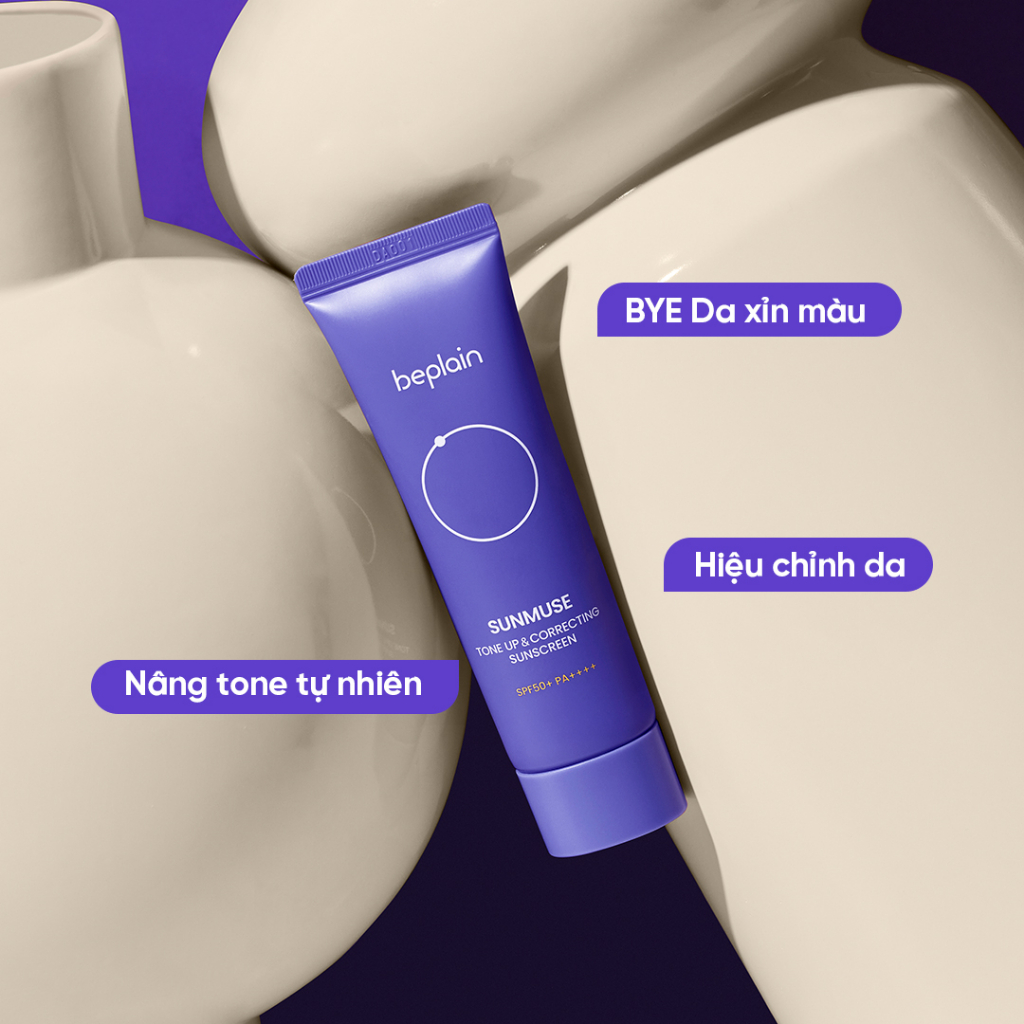 beplain
SUNMUSE
TONE UP & CORRECTING
SUNSCREEN
SPF50+ PA++++
BYE Da xỉn màu
Hiệu chỉnh da
Nâng tone tự nhiên